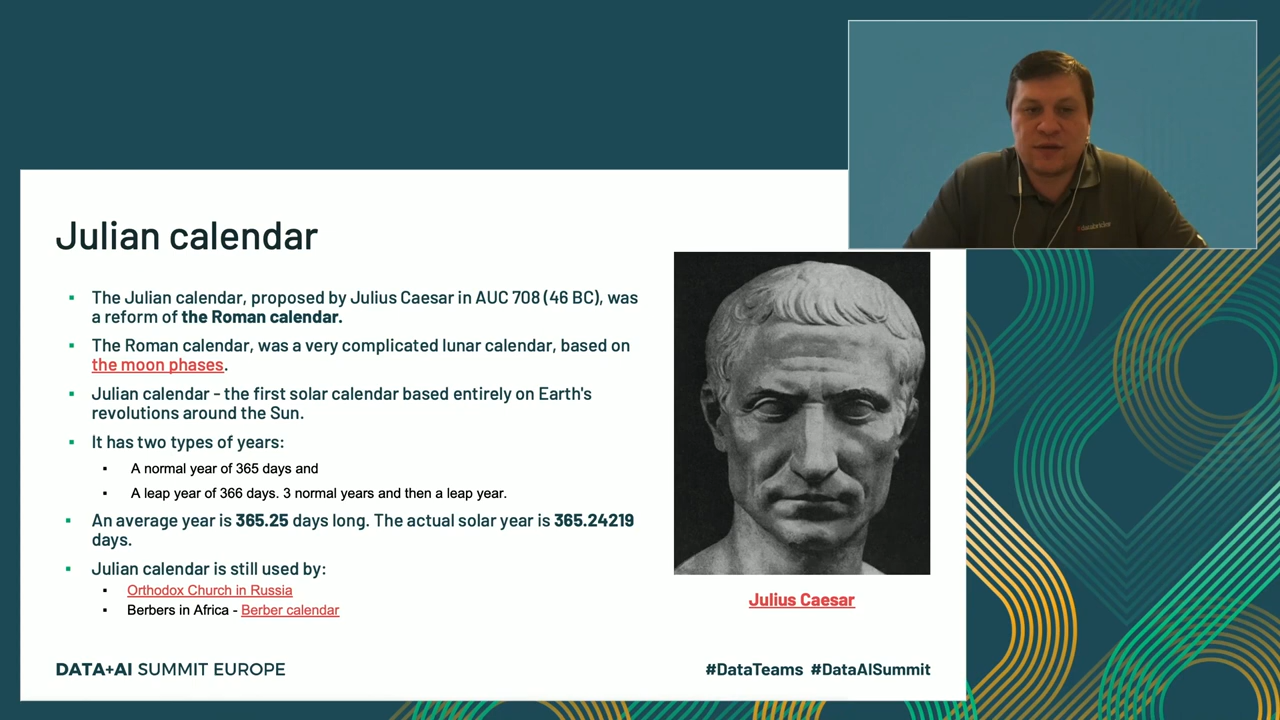 Julian calendar
The Julian calendar, proposed by Julius Caesar in AUC 708 (46 BC), was
a reform of the Roman calendar.
The Roman calendar, was a very complicated lunar calendar, based on
the moon phases.
Julian calendar - the first solar calendar based entirely on Earth's
revolutions around the Sun.
It has two types of years:
A normal year of 365 days and
A leap year of 366 days. 3 normal years and then a leap year.
An average year is 365.25 days long. The actual solar year is 365.24219
days.
Julian calendar is still used by:
Orthodox Church in Russia
Berbers in Africa - Berber calendar
Julius Caesar
DATA+AI SUMMIT EUROPE
#DataTeams #DataAISummit
databricks